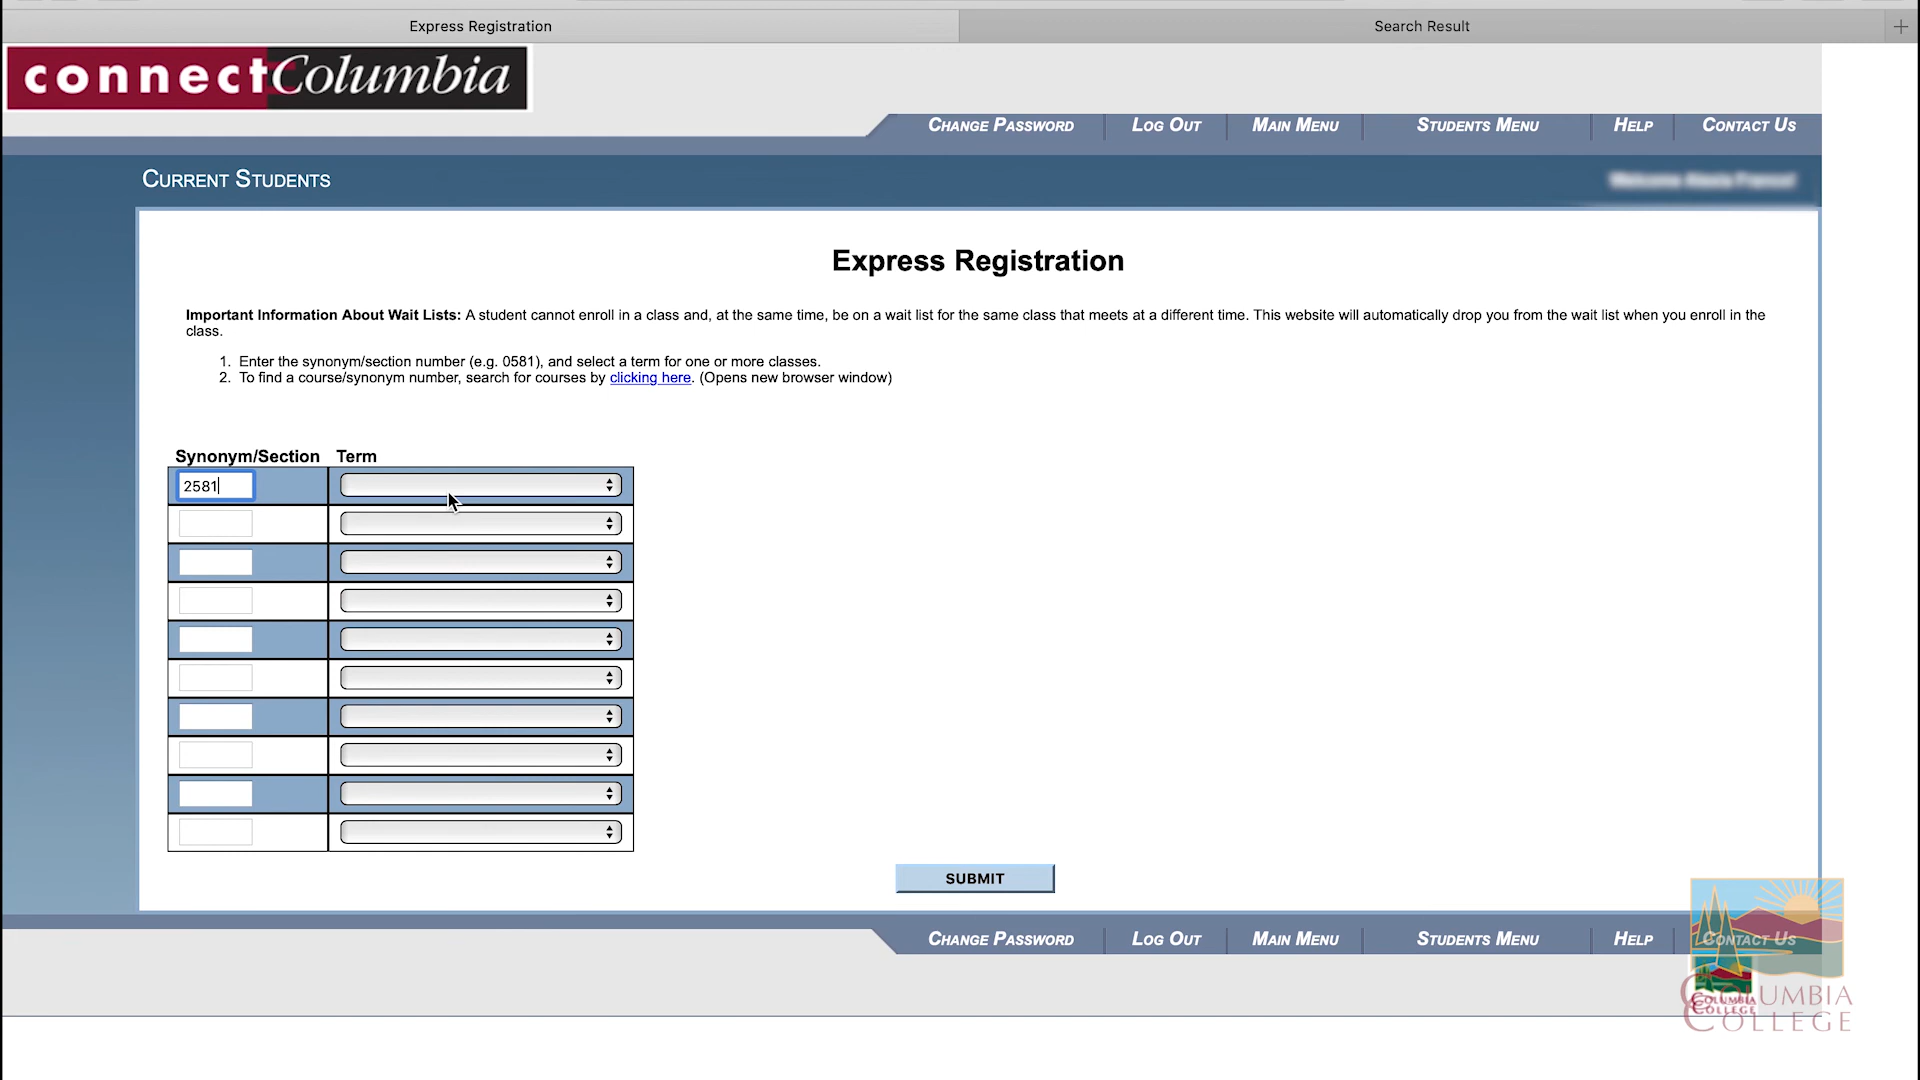 Express Registration
Search Result
connectColumbia
CHANGE PASSWORD LOG OUT MAIN MENU STUDENTS MENU HELP CONTACT US
CURRENT STUDENTS
Express Registration
Important Information About Wait Lists: A student cannot enroll in a class and, at the same time, be on a wait list for the same class that meets at a different time. This website will automatically drop you from the wait list when you enroll in the
class.
1. Enter the synonym/section number (e.g. 0581), and select a term for one or more classes.
2. To find a course/synonym number, search for courses by clicking here. (Opens new browser window)
Synonym/Section Term
2581
SUBMIT
CHANGE PASSWORD LOG OUT MAIN MENU STUDENTS MENU HELP CONTACT US
COLUMBIA
COLLEGE
COLUMBIA
COLLEGE